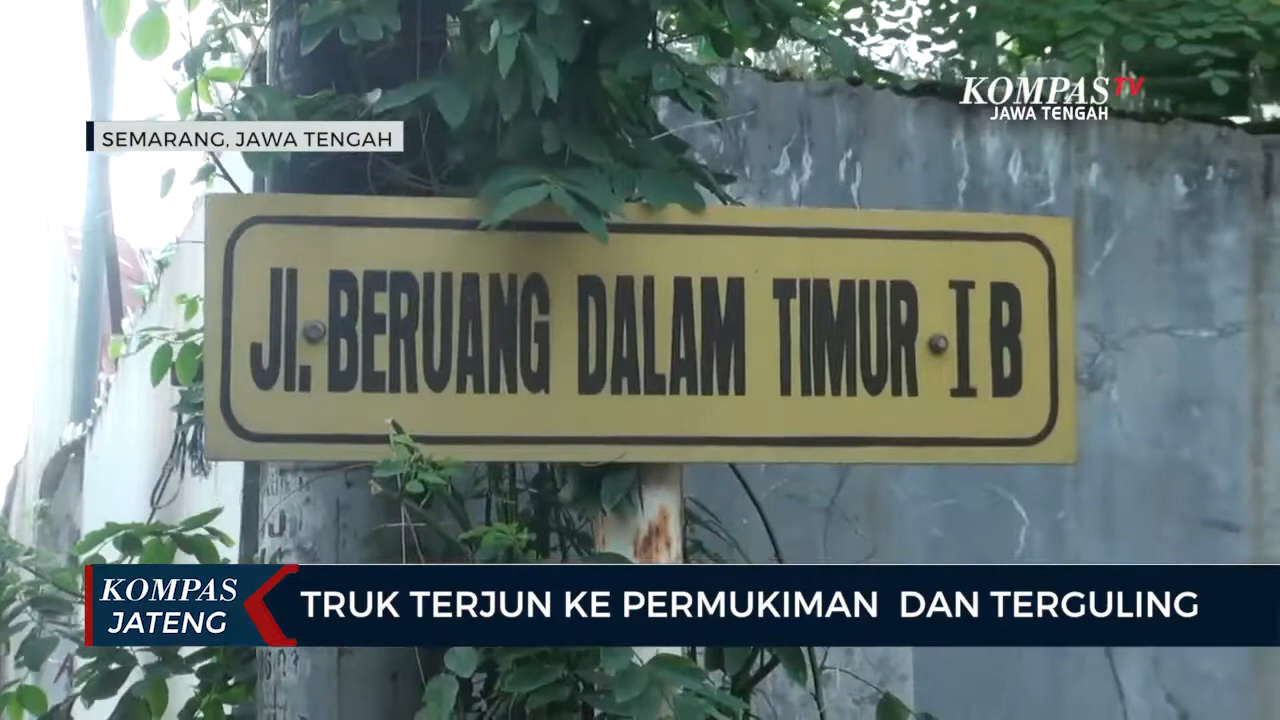 KOMPAS TV
JAWA TENGAH
SEMARANG, JAWA TENGAH
Jl. BERUANG DALAM TIMUR I B
KOMPAS
JATENG
TRUK TERJUN KE PERMUKIMAN DAN TERGULING